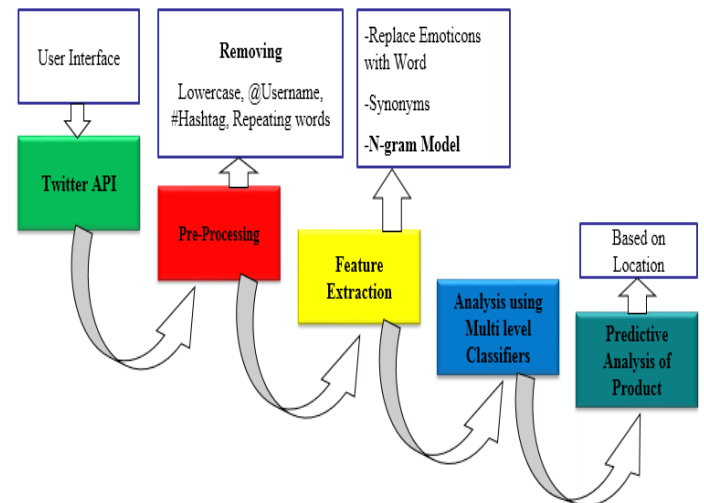 User Interface
Twitter API
Removing
Lowercase, @Username,
#Hashtag, Repeating words
Pre-Processing
-Replace Emoticons
with Word
-Synonyms
-N-gram Model
Feature
Extraction
Analysis using
Multi level
Classifiers
Based on
Location
Predictive
Analysis of
Product